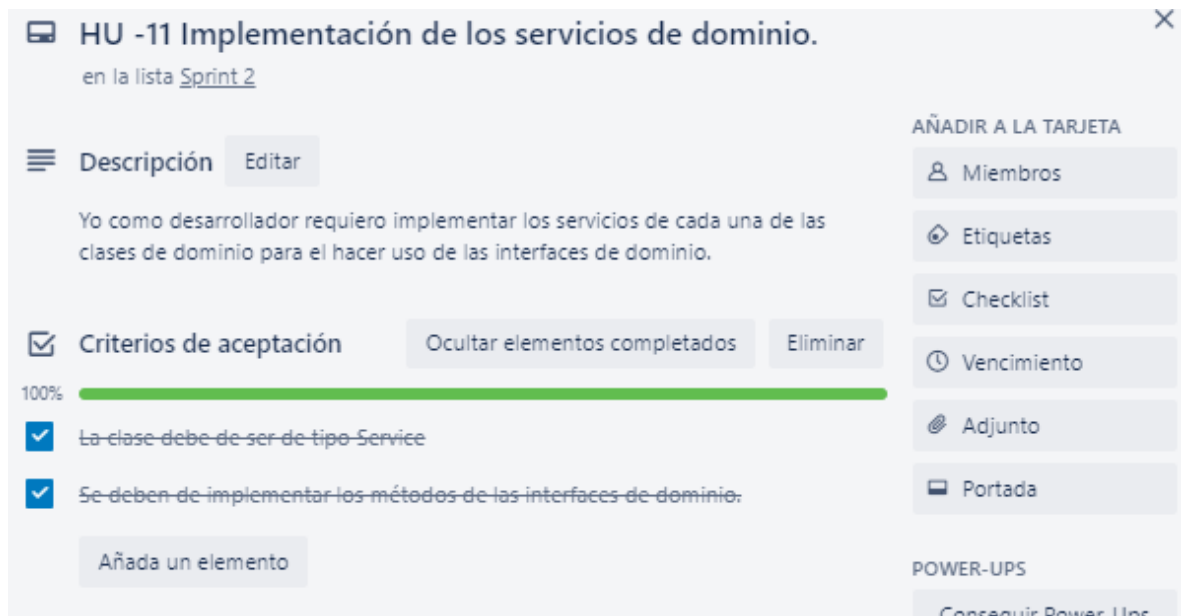 HU -11 Implementación de los servicios de dominio.
en la lista Sprint 2
Descripción
Editar
Yo como desarrollador requiero implementar los servicios de cada una de las
clases de dominio para el hacer uso de las interfaces de dominio.
Criterios de aceptación
Ocultar elementos completados
Eliminar
100%
La clase debe de ser de tipo Service
Se deben de implementar los métodos de las interfaces de dominio.
Añada un elemento
AÑADIR A LA TARJETA
Miembros
Etiquetas
Checklist
Vencimiento
Adjunto
Portada
POWER-UPS
Conseguir Power-Ups